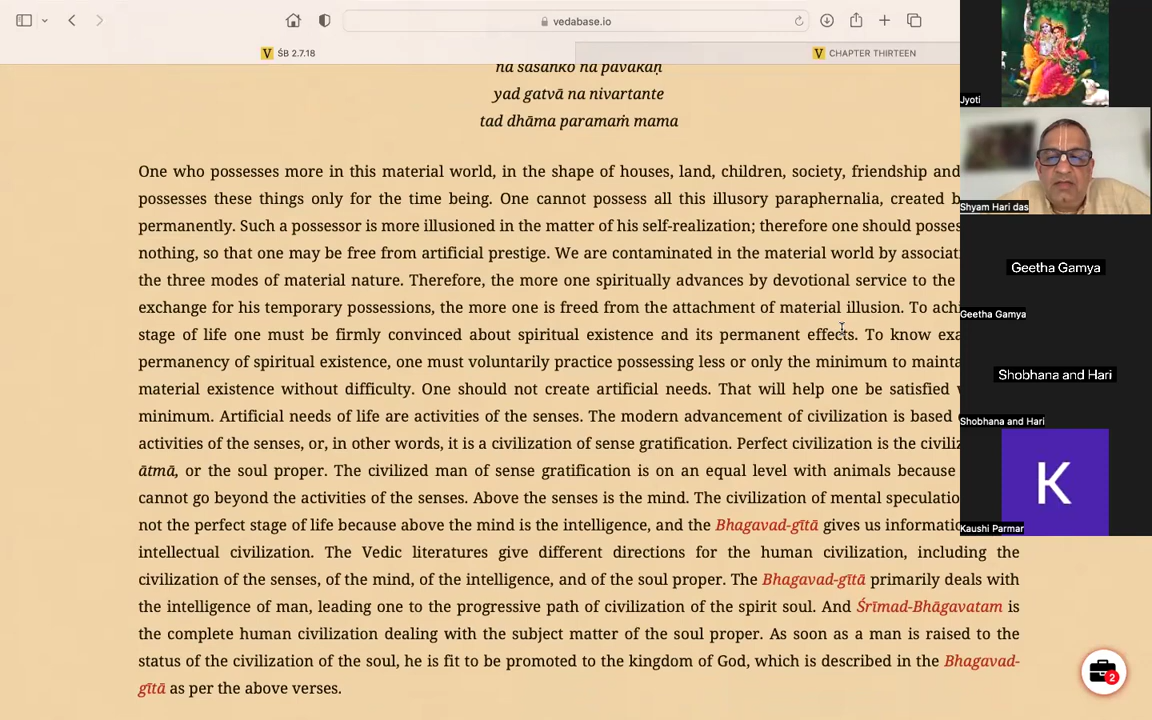 vedabase.io
ŚB 2.7.18
CHAPTER THIRTEEN
na śaśāṅko na pāvakaḥ
yad gatvā na nivartante
tad dhāma paramaṁ mama
One who possesses more in this material world, in the shape of houses, land, children, society, friendship and
possesses these things only for the time being. One cannot possess all this illusory paraphernalia, created
permanently. Such a possessor is more illusioned in the matter of his self-realization; therefore one should
nothing, so that one may be free from artificial prestige. We are contaminated in the material world by
the three modes of material nature. Therefore, the more one spiritually advances by devotional service to the
exchange for his temporary possessions, the more one is freed from the attachment of material illusion. To
stage of life one must be firmly convinced about spiritual existence and its permanent effects. To know
permanency of spiritual existence, one must voluntarily practice possessing less or only the minimum to
material existence without difficulty. One should not create artificial needs. That will help one be satisfied
minimum. Artificial needs of life are activities of the senses. The modern advancement of civilization is based
activities of the senses, or, in other words, it is a civilization of sense gratification. Perfect civilization is the
ātmā, or the soul proper. The civilized man of sense gratification is on an equal level with animals because
cannot go beyond the activities of the senses. Above the senses is the mind. The civilization of mental
not the perfect stage of life because above the mind is the intelligence, and the Bhagavad-gītā gives us
intellectual civilization. The Vedic literatures give different directions for the human civilization, including the
civilization of the senses, of the mind, of the intelligence, and of the soul proper. The Bhagavad-gītā primarily deals with
the intelligence of man, leading one to the progressive path of civilization of the spirit soul. And Śrīmad-Bhāgavatam is
the complete human civilization dealing with the subject matter of the soul proper. As soon as a man is raised to the
status of the civilization of the soul, he is fit to be promoted to the kingdom of God, which is described in the Bhagavad-
gītā as per the above verses.
Jyoti
Shyam Hari das
Geetha Gamya
Geetha Gamya
Shobhana and Hari
Shobhana and Hari
K
Kaushi Parmar
2